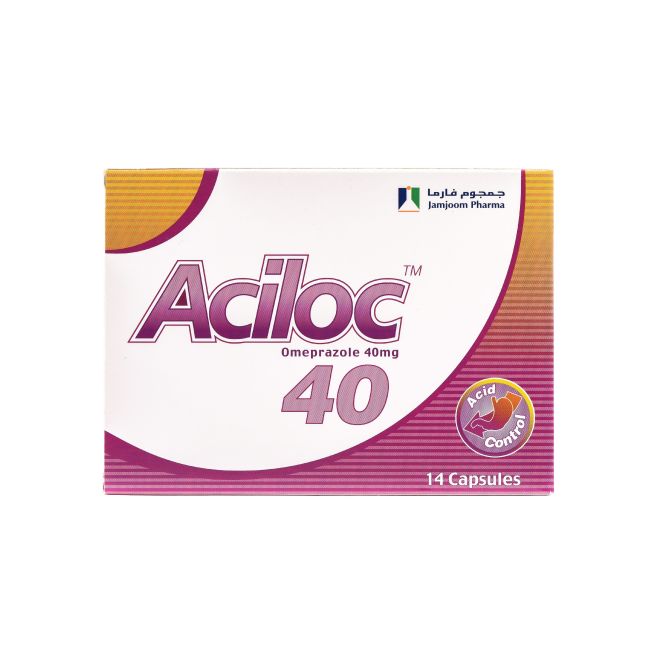 جمجوم فارما
Jamjoom Pharma
Aciloc™
Omeprazole 40mg
40
Acid
Control
14 Capsules